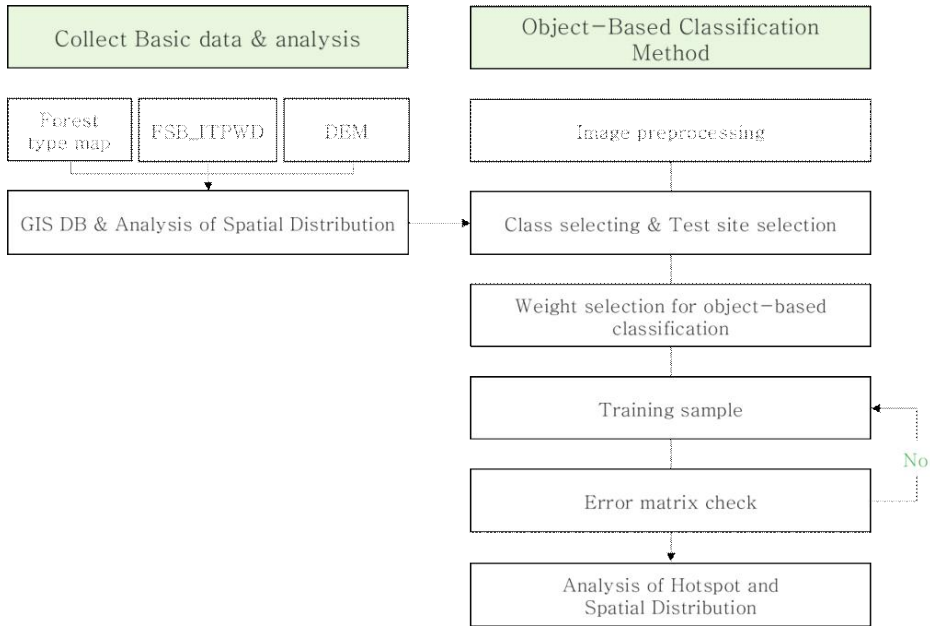 Collect Basic data & analysis
Forest
type map
FSB_ITPWD
DEM
GIS DB & Analysis of Spatial Distribution
Object-Based Classification
Method
Image preprocessing
Class selecting & Test site selection
Weight selection for object-based
classification
Training sample
No
Error matrix check
Analysis of Hotspot and
Spatial Distribution